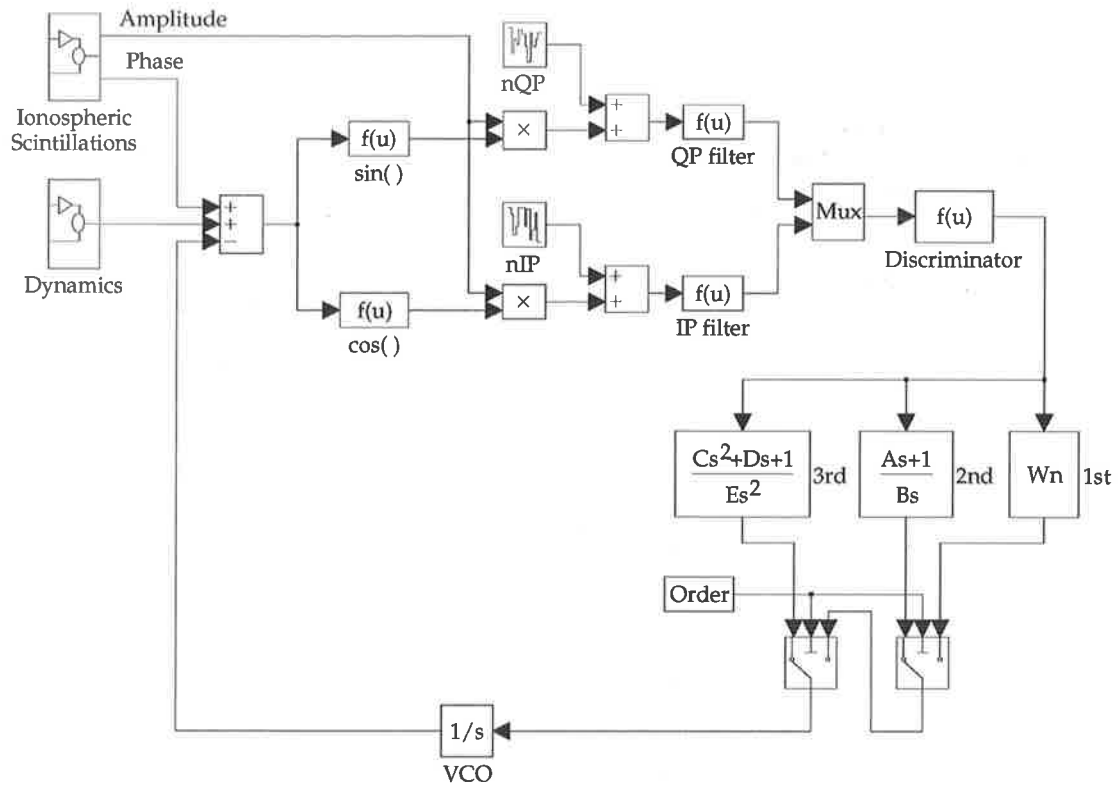 Amplitude
Phase
Ionospheric
Scintillations
Dynamics
+
+
−
f(u)
sin( )
f(u)
cos( )
nQP
×
+
+
f(u)
QP filter
nIP
×
+
+
f(u)
IP filter
Mux
f(u)
Discriminator
Cs²+Ds+1
Es²
3rd
As+1
Bs
2nd
Wn
1st
Order
1/s
VCO